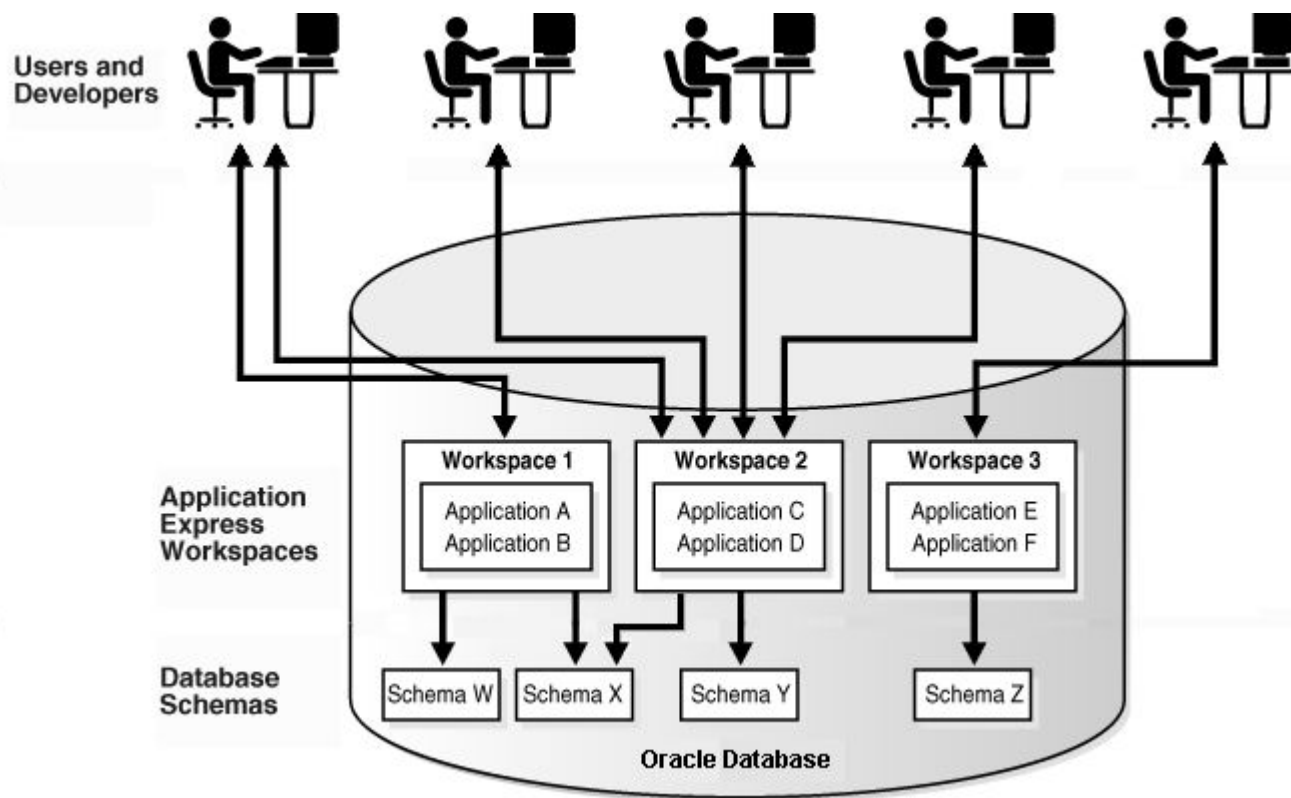 Users and
Developers
Workspace 1
Workspace 2
Workspace 3
Application A
Application B
Application C
Application D
Application E
Application F
Application
Express
Workspaces
Database
Schemas
Schema W
Schema X
Schema Y
Schema Z
Oracle Database